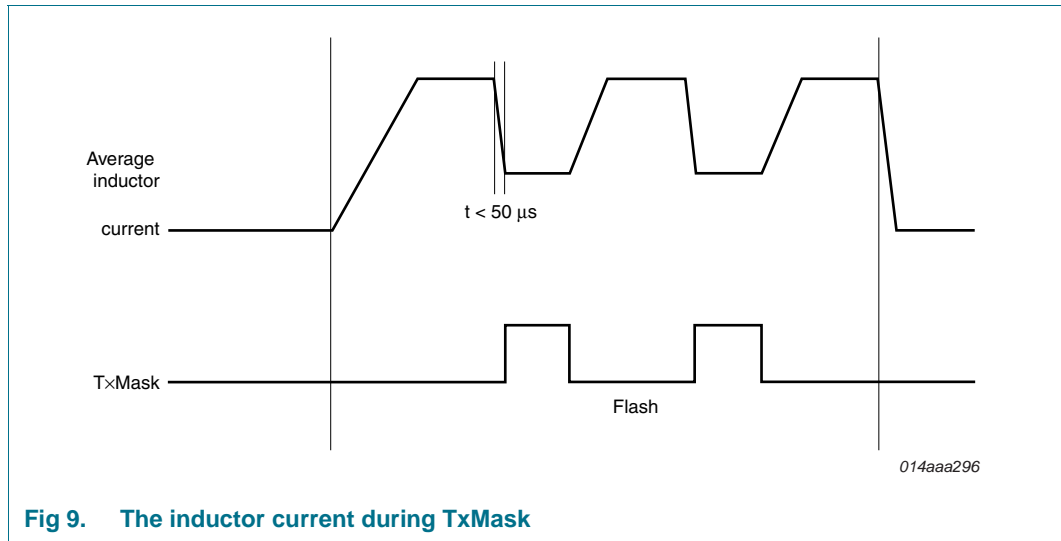 Average
inductor
current
t < 50 μs
T×Mask
Flash
014aaa296
Fig 9. The inductor current during TxMask